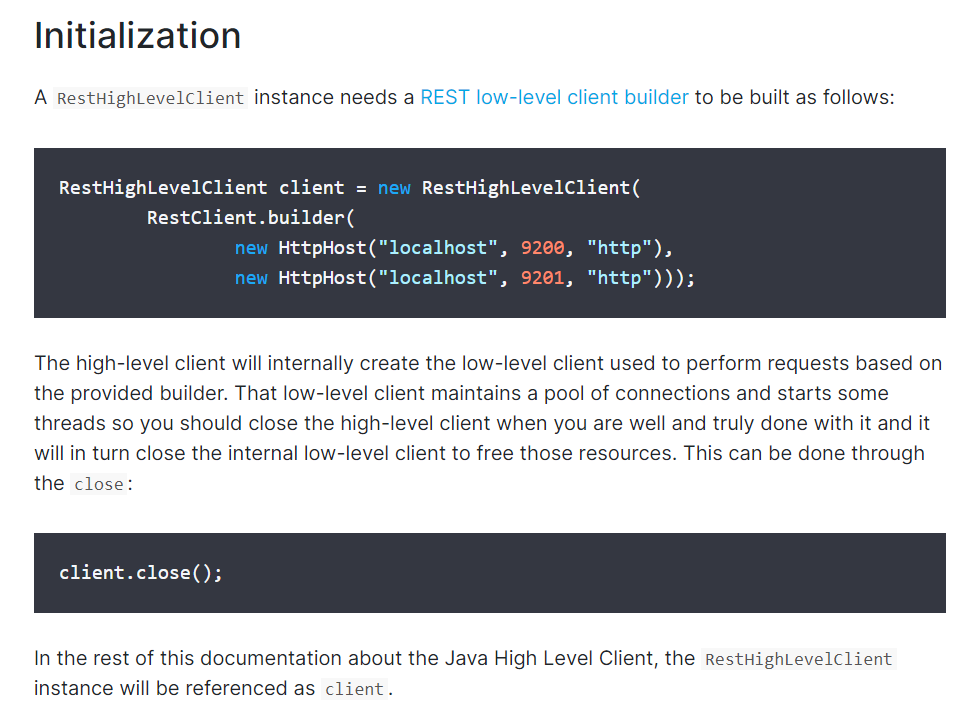 Initialization
A RestHighLevelClient instance needs a REST low-level client builder to be built as follows:
RestHighLevelClient client = new RestHighLevelClient(
        RestClient.builder(
                new HttpHost("localhost", 9200, "http"),
                new HttpHost("localhost", 9201, "http")));
The high-level client will internally create the low-level client used to perform requests based on
the provided builder. That low-level client maintains a pool of connections and starts some
threads so you should close the high-level client when you are well and truly done with it and it
will in turn close the internal low-level client to free those resources. This can be done through
the close:
client.close();
In the rest of this documentation about the Java High Level Client, the RestHighLevelClient
instance will be referenced as client.